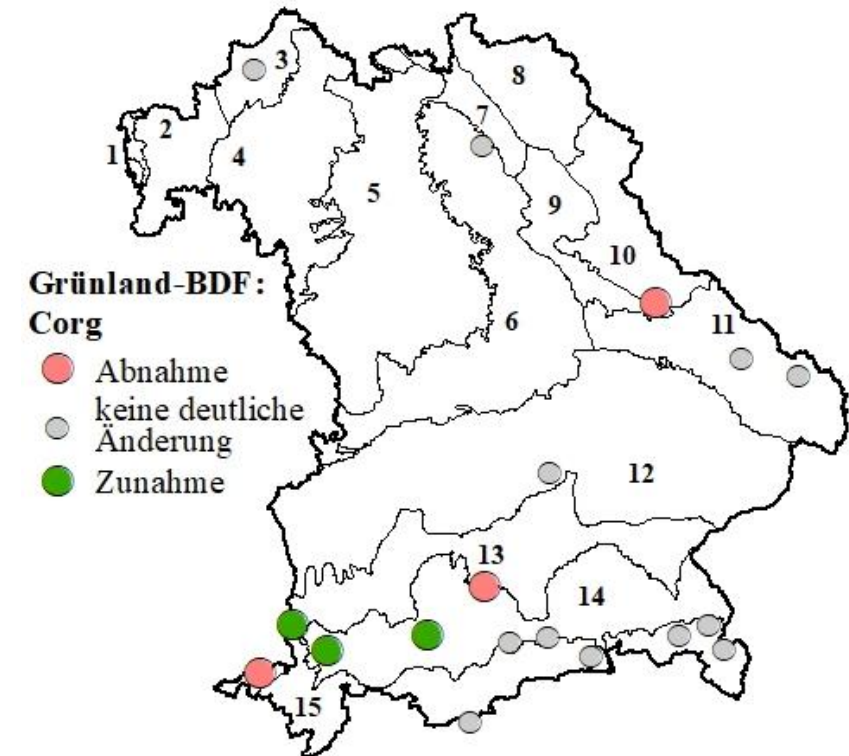 3
8
7
2
1
4
5
9
10
Grünland-BDF:
Corg
6
11
Abnahme
keine deutliche
Änderung
Zunahme
12
13
14
15